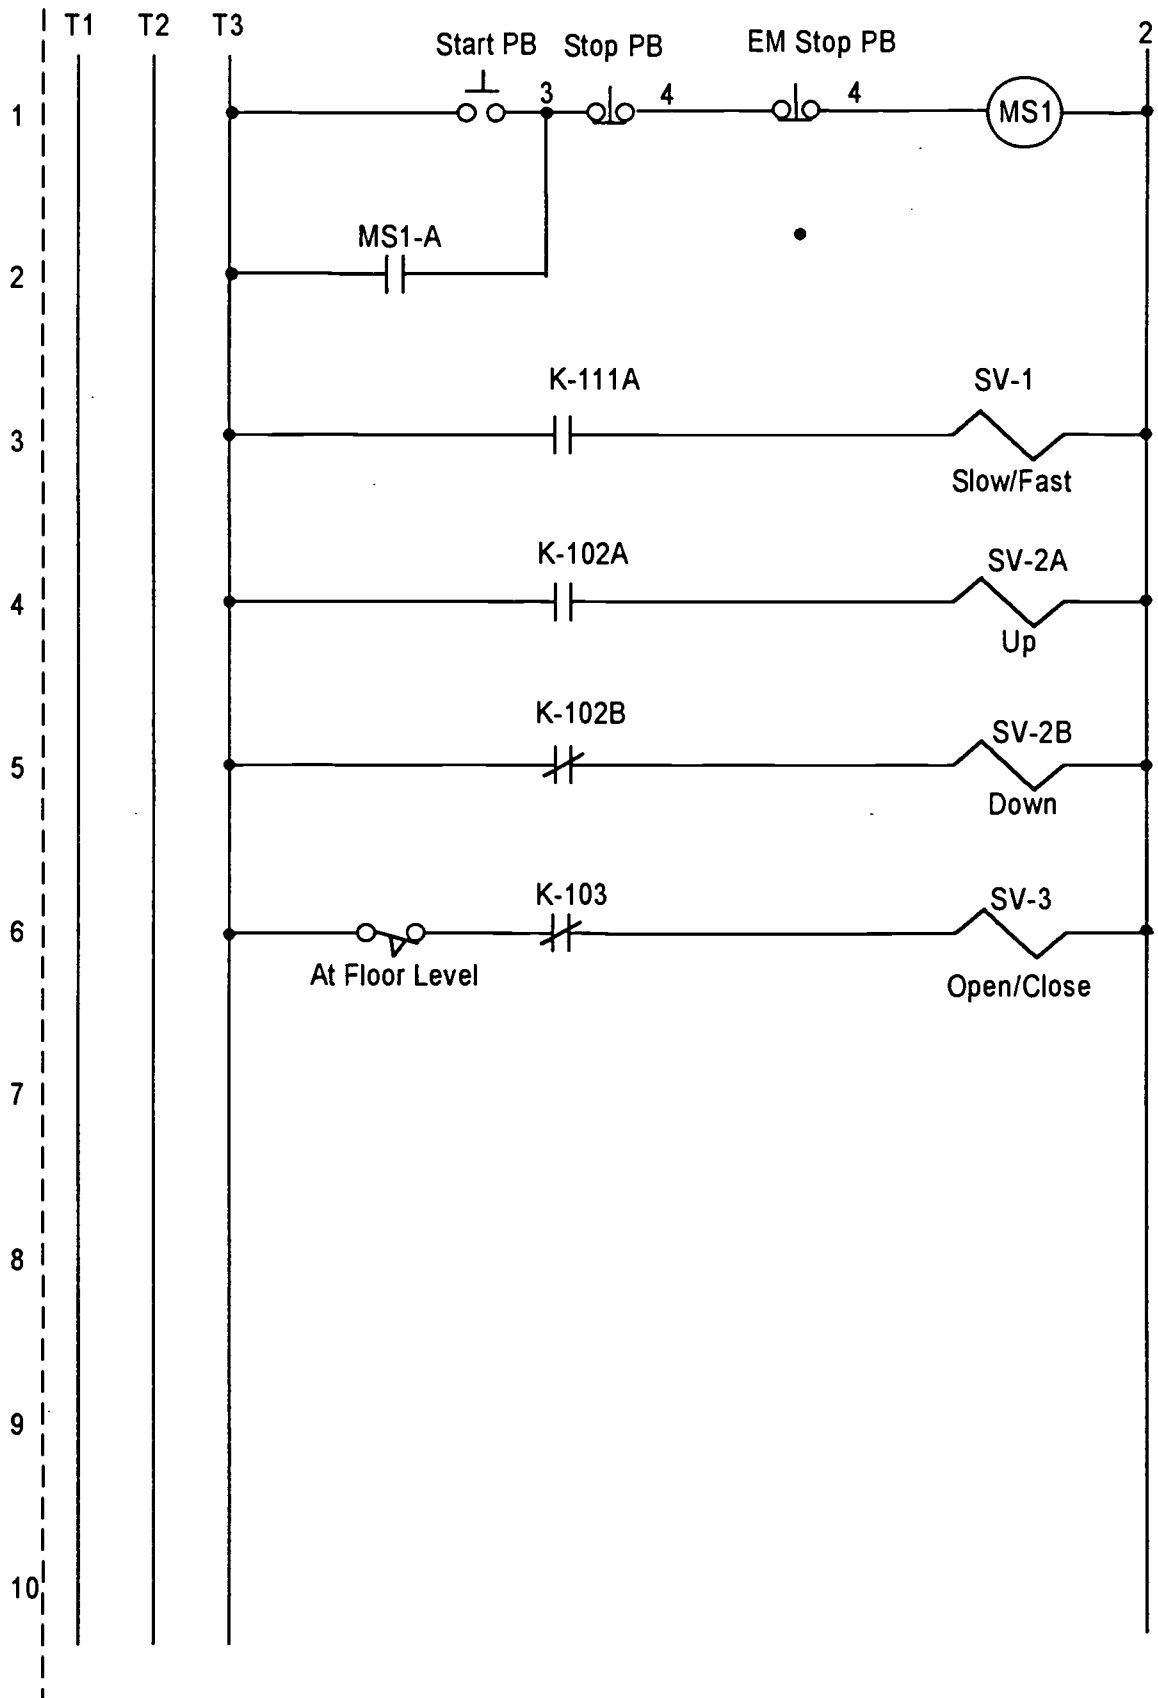 T1 T2 T3 2
Start PB Stop PB EM Stop PB
1 3 4 4 MS1
MS1-A
2
K-111A SV-1
3
Slow/Fast
K-102A SV-2A
4
Up
K-102B SV-2B
5
Down
K-103 SV-3
6
At Floor Level Open/Close
7
8
9
10